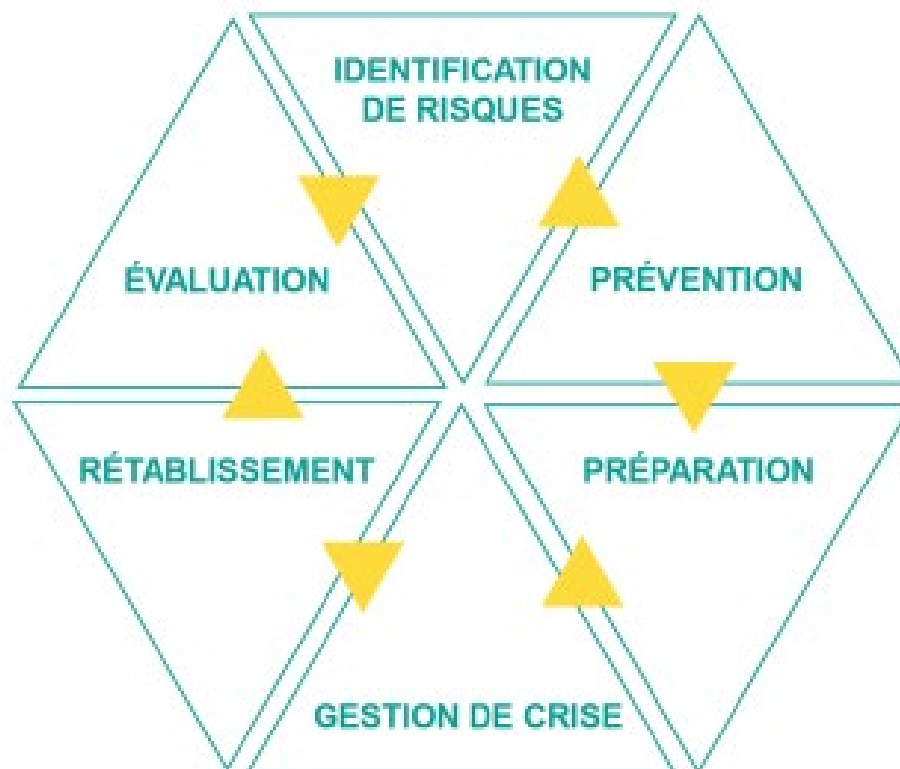 IDENTIFICATION
DE RISQUES
ÉVALUATION
PRÉVENTION
RÉTABLISSEMENT
PRÉPARATION
GESTION DE CRISE